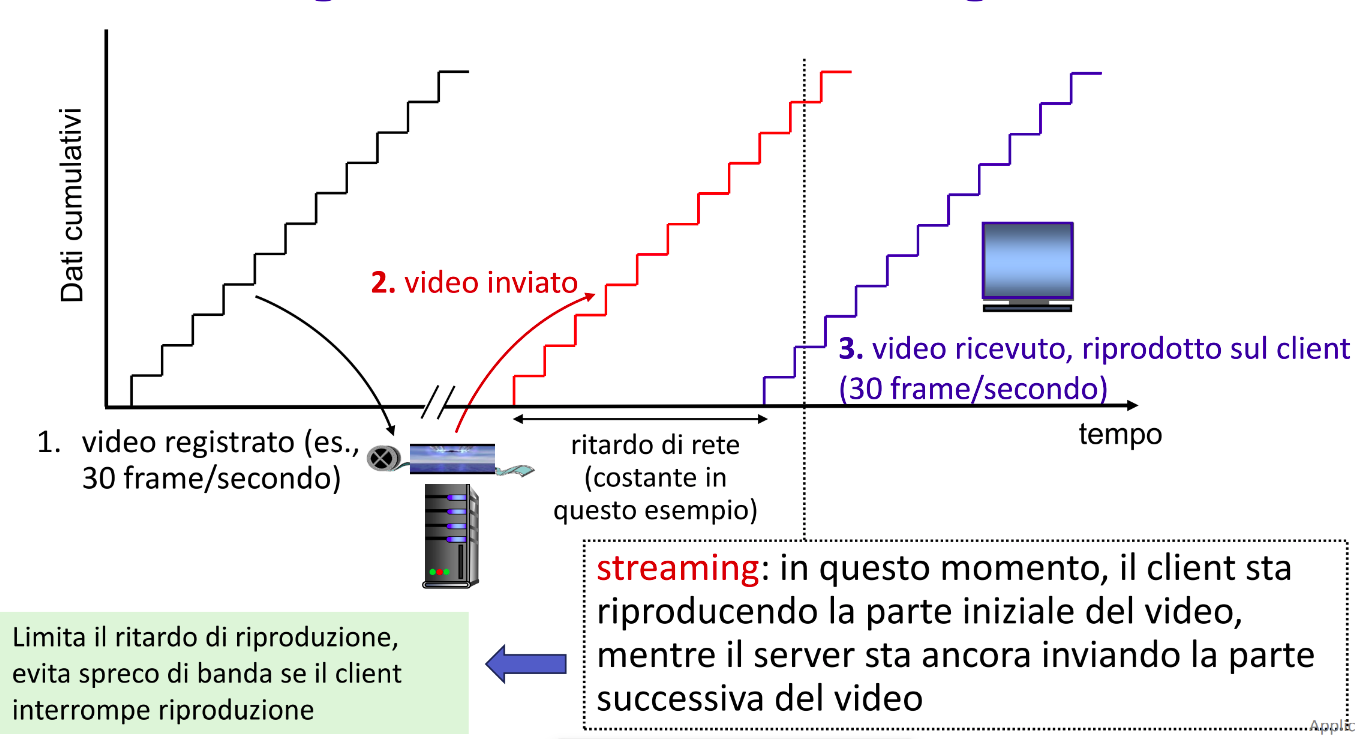 Dati cumulativi
2. video inviato
3. video ricevuto, riprodotto sul client
(30 frame/secondo)
tempo
1. video registrato (es.,
30 frame/secondo)
ritardo di rete
(costante in
questo esempio)
streaming: in questo momento, il client sta
riproducendo la parte iniziale del video,
mentre il server sta ancora inviando la parte
successiva del video
Limita il ritardo di riproduzione,
evita spreco di banda se il client
interrompe riproduzione
Applic